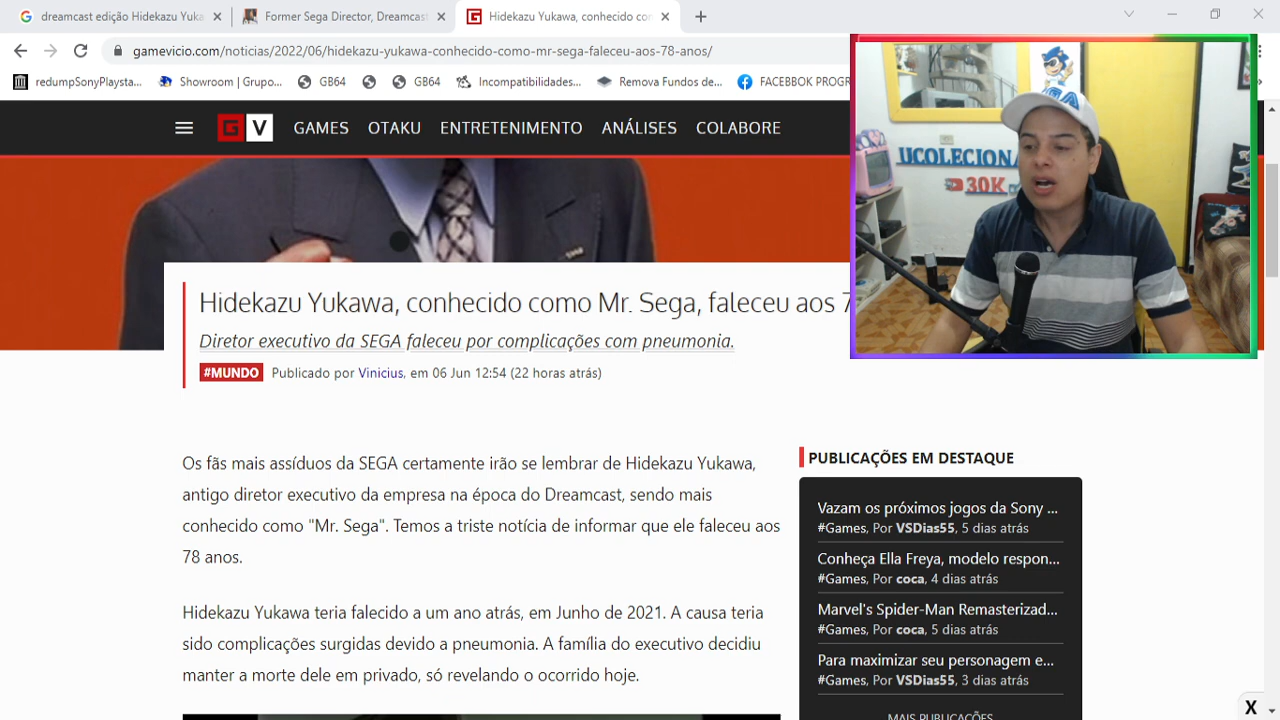 dreamcast edição Hidekazu Yuka
Former Sega Director, Dreamcast
Hidekazu Yukawa, conhecido co
gamevicio.com/noticias/2022/06/hidekazu-yukawa-conhecido-como-mr-sega-faleceu-aos-78-anos/
redumpSonyPlaysta...
Showroom | Grupo...
GB64
GB64
Incompatibilidades...
Remova Fundos de...
FACEBBOK PROGR
G V
GAMES
OTAKU
ENTRETENIMENTO
ANÁLISES
COLABORE
SEGA
UCOLECIONA
30K
Hidekazu Yukawa, conhecido como Mr. Sega, faleceu aos 7
Diretor executivo da SEGA faleceu por complicações com pneumonia.
#MUNDO Publicado por Vinicius, em 06 Jun 12:54 (22 horas atrás)
Os fãs mais assíduos da SEGA certamente irão se lembrar de Hidekazu Yukawa,
antigo diretor executivo da empresa na época do Dreamcast, sendo mais
conhecido como "Mr. Sega". Temos a triste notícia de informar que ele faleceu aos
78 anos.
Hidekazu Yukawa teria falecido a um ano atrás, em Junho de 2021. A causa teria
sido complicações surgidas devido a pneumonia. A família do executivo decidiu
manter a morte dele em privado, só revelando o ocorrido hoje.
PUBLICAÇÕES EM DESTAQUE
Vazam os próximos jogos da Sony ...
#Games, Por VSDias55, 5 dias atrás
Conheça Ella Freya, modelo respon...
#Games, Por coca, 4 dias atrás
Marvel's Spider-Man Remasterizad...
#Games, Por coca, 5 dias atrás
Para maximizar seu personagem e...
#Games, Por VSDias55, 3 dias atrás
MAIS PUBLICAÇÕES
X